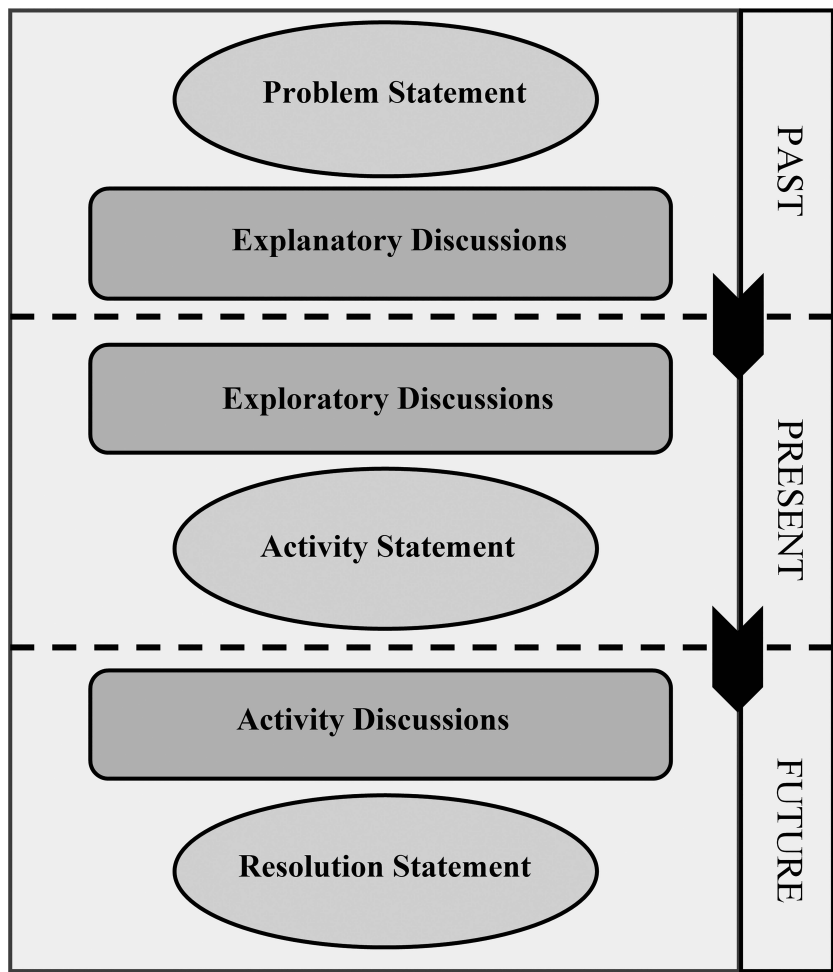 Problem Statement
Explanatory Discussions
PAST
Exploratory Discussions
Activity Statement
PRESENT
Activity Discussions
Resolution Statement
FUTURE